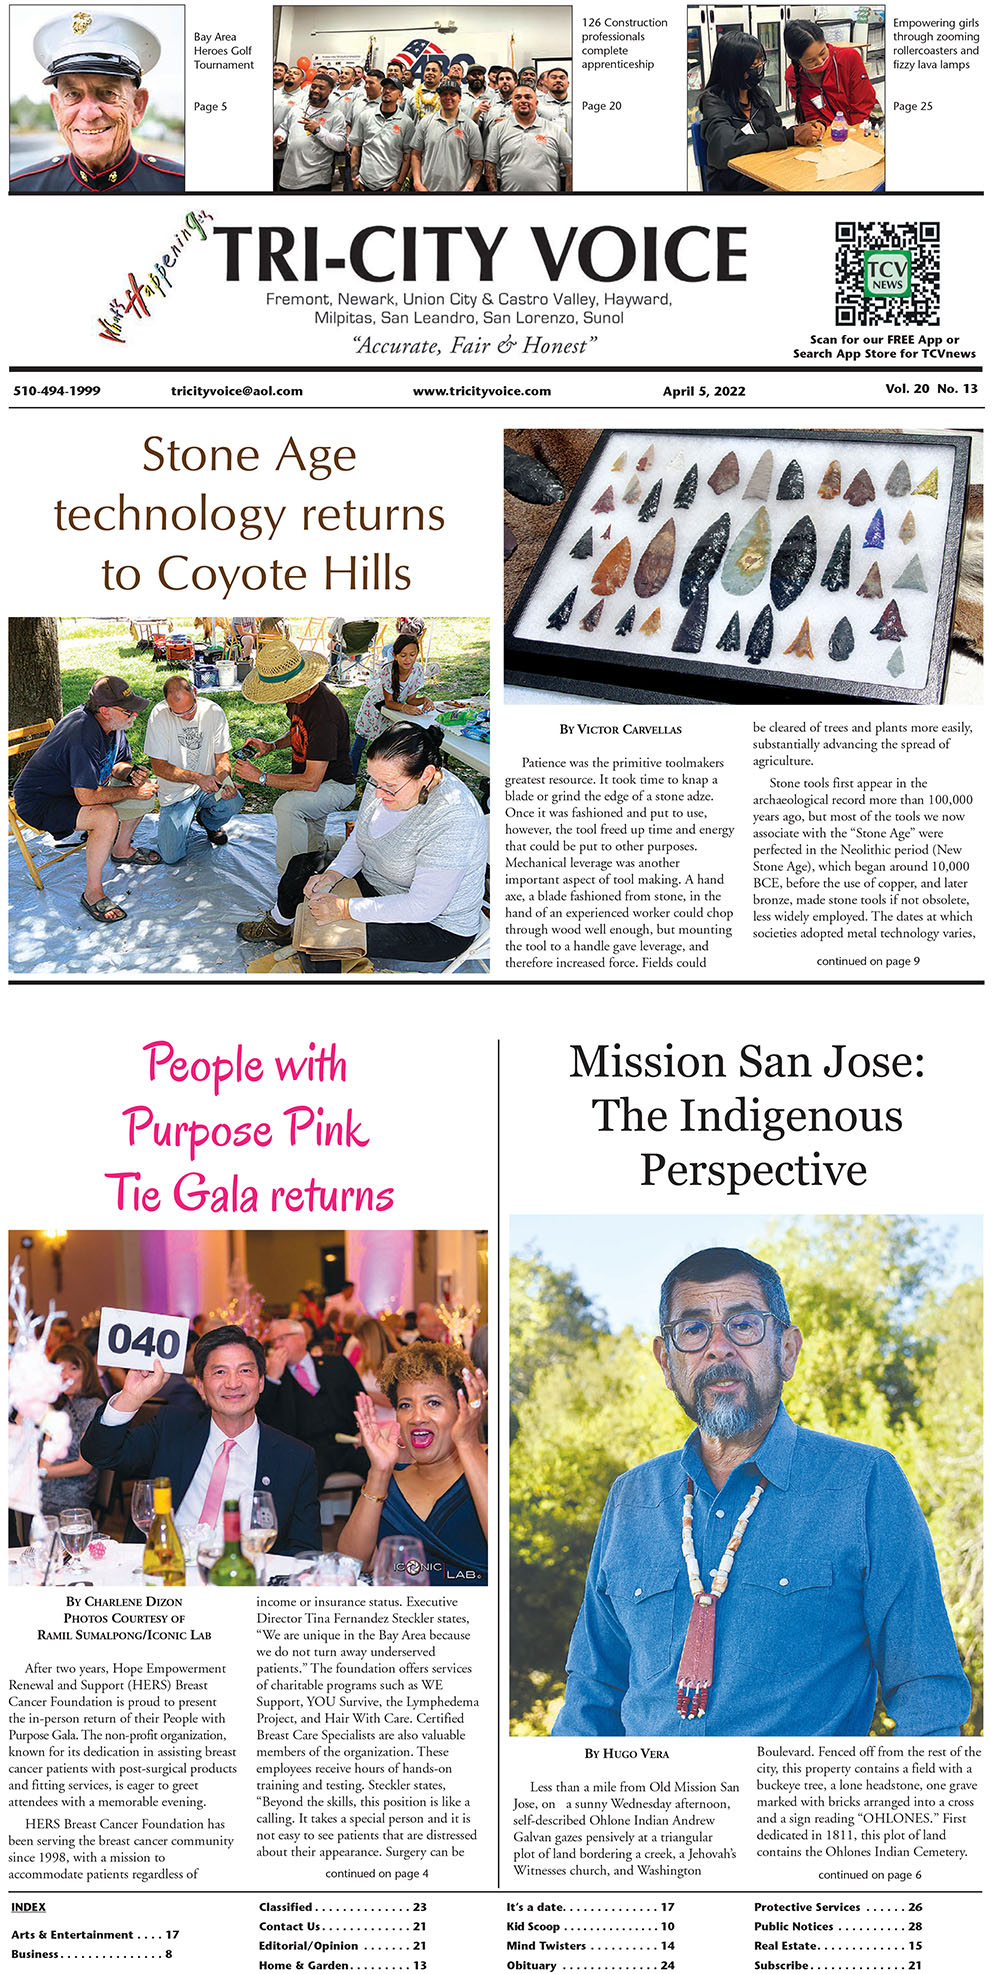 Bay Area
Heroes Golf
Tournament
Page 5
126 Construction
professionals
complete
apprenticeship
Page 20
Empowering girls
through zooming
rollercoasters and
fizzy lava lamps
Page 25
What's Happening's
TRI-CITY VOICE
Fremont, Newark, Union City & Castro Valley, Hayward,
Milpitas, San Leandro, San Lorenzo, Sunol
“Accurate, Fair & Honest”
TCV
NEWS
Scan for our FREE App or
Search App Store for TCVnews
510-494-1999 tricityvoice@aol.com www.tricityvoice.com April 5, 2022 Vol. 20 No. 13
Stone Age
technology returns
to Coyote Hills
By Victor Carvellas
Patience was the primitive toolmakers
greatest resource. It took time to knap a
blade or grind the edge of a stone adze.
Once it was fashioned and put to use,
however, the tool freed up time and energy
that could be put to other purposes.
Mechanical leverage was another
important aspect of tool making. A hand
axe, a blade fashioned from stone, in the
hand of an experienced worker could chop
through wood well enough, but mounting
the tool to a handle gave leverage, and
therefore increased force. Fields could
be cleared of trees and plants more easily,
substantially advancing the spread of
agriculture.
Stone tools first appear in the
archaeological record more than 100,000
years ago, but most of the tools we now
associate with the “Stone Age” were
perfected in the Neolithic period (New
Stone Age), which began around 10,000
BCE, before the use of copper, and later
bronze, made stone tools if not obsolete,
less widely employed. The dates at which
societies adopted metal technology varies,
continued on page 9
People with
Purpose Pink
Tie Gala returns
040
ICONIC LAB
By Charlene Dizon
Photos Courtesy of
Ramil Sumalpong/Iconic Lab
After two years, Hope Empowerment
Renewal and Support (HERS) Breast
Cancer Foundation is proud to present
the in-person return of their People with
Purpose Gala. The non-profit organization,
known for its dedication in assisting breast
cancer patients with post-surgical products
and fitting services, is eager to greet
attendees with a memorable evening.
HERS Breast Cancer Foundation has
been serving the breast cancer community
since 1998, with a mission to
accommodate patients regardless of
income or insurance status. Executive
Director Tina Fernandez Steckler states,
“We are unique in the Bay Area because
we do not turn away underserved
patients.” The foundation offers services
of charitable programs such as WE
Support, YOU Survive, the Lymphedema
Project, and Hair With Care. Certified
Breast Care Specialists are also valuable
members of the organization. These
employees receive hours of hands-on
training and testing. Steckler states,
“Beyond the skills, this position is like a
calling. It takes a special person and it is
not easy to see patients that are distressed
about their appearance. Surgery can be
continued on page 4
Mission San Jose:
The Indigenous
Perspective
By Hugo Vera
Less than a mile from Old Mission San
Jose, on a sunny Wednesday afternoon,
self-described Ohlone Indian Andrew
Galvan gazes pensively at a triangular
plot of land bordering a creek, a Jehovah’s
Witnesses church, and Washington
Boulevard. Fenced off from the rest of the
city, this property contains a field with a
buckeye tree, a lone headstone, one grave
marked with bricks arranged into a cross
and a sign reading “OHLONES.” First
dedicated in 1811, this plot of land
contains the Ohlones Indian Cemetery.
continued on page 6
INDEX
Arts & Entertainment . . . . 17
Business . . . . . . . . . . . . . . . 8
Classified . . . . . . . . . . . . . . 23
Contact Us . . . . . . . . . . . . . 21
Editorial/Opinion . . . . . . . 21
Home & Garden . . . . . . . . . 13
It’s a date. . . . . . . . . . . . . . 17
Kid Scoop . . . . . . . . . . . . . . 10
Mind Twisters . . . . . . . . . . 14
Obituary . . . . . . . . . . . . . . 24
Protective Services . . . . . . 26
Public Notices . . . . . . . . . . 28
Real Estate. . . . . . . . . . . . . 15
Subscribe . . . . . . . . . . . . . . 21